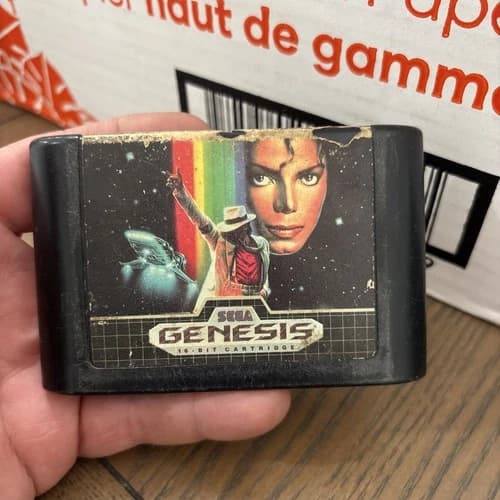 haut de gamme
SEGA
GENESIS
16-BIT CARTRIDGE